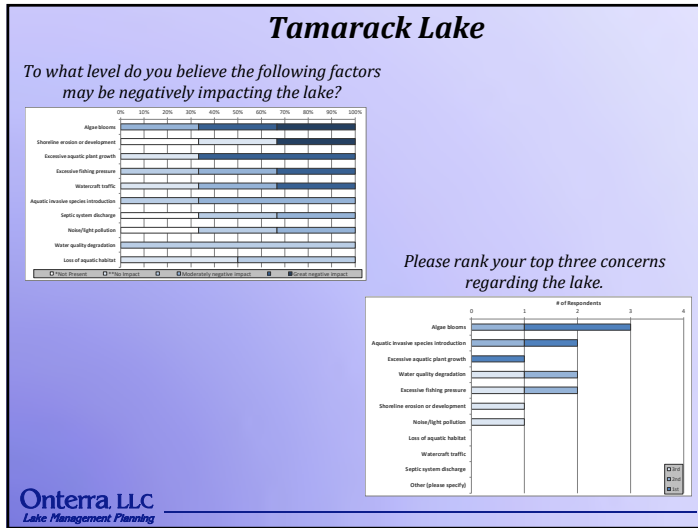 Tamarack Lake
To what level do you believe the following factors
may be negatively impacting the lake?
0% 10% 20% 30% 40% 50% 60% 70% 80% 90% 100%
Algae blooms
Shoreline erosion or development
Excessive aquatic plant growth
Excessive fishing pressure
Watercraft traffic
Aquatic invasive species introduction
Septic system discharge
Noise/light pollution
Water quality degradation
Loss of aquatic habitat
*Not Present **No Impact Moderately negative impact Great negative impact
Please rank your top three concerns
regarding the lake.
# of Respondents
0 1 2 3 4
Algae blooms
Aquatic invasive species introduction
Excessive aquatic plant growth
Water quality degradation
Excessive fishing pressure
Shoreline erosion or development
Noise/light pollution
Loss of aquatic habitat
Watercraft traffic
Septic system discharge
Other (please specify)
3rd
2nd
1st
Onterra, LLC
Lake Management Planning